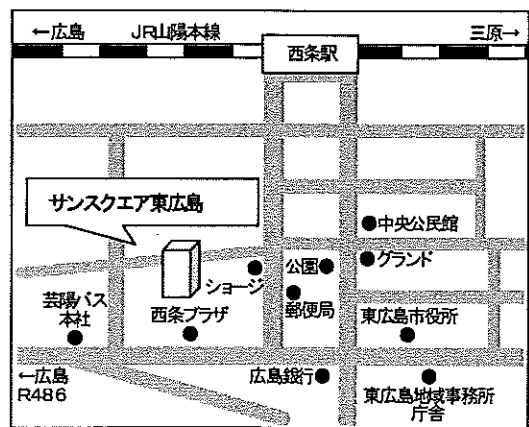 ←広島
JR山陽本線
三原→
西条駅
サンスクエア東広島
中央公民館
グランド
ショージ
公園
郵便局
芸陽バス
本社
西条プラザ
東広島市役所
←広島
R486
広島銀行
東広島地域事務所
庁舎